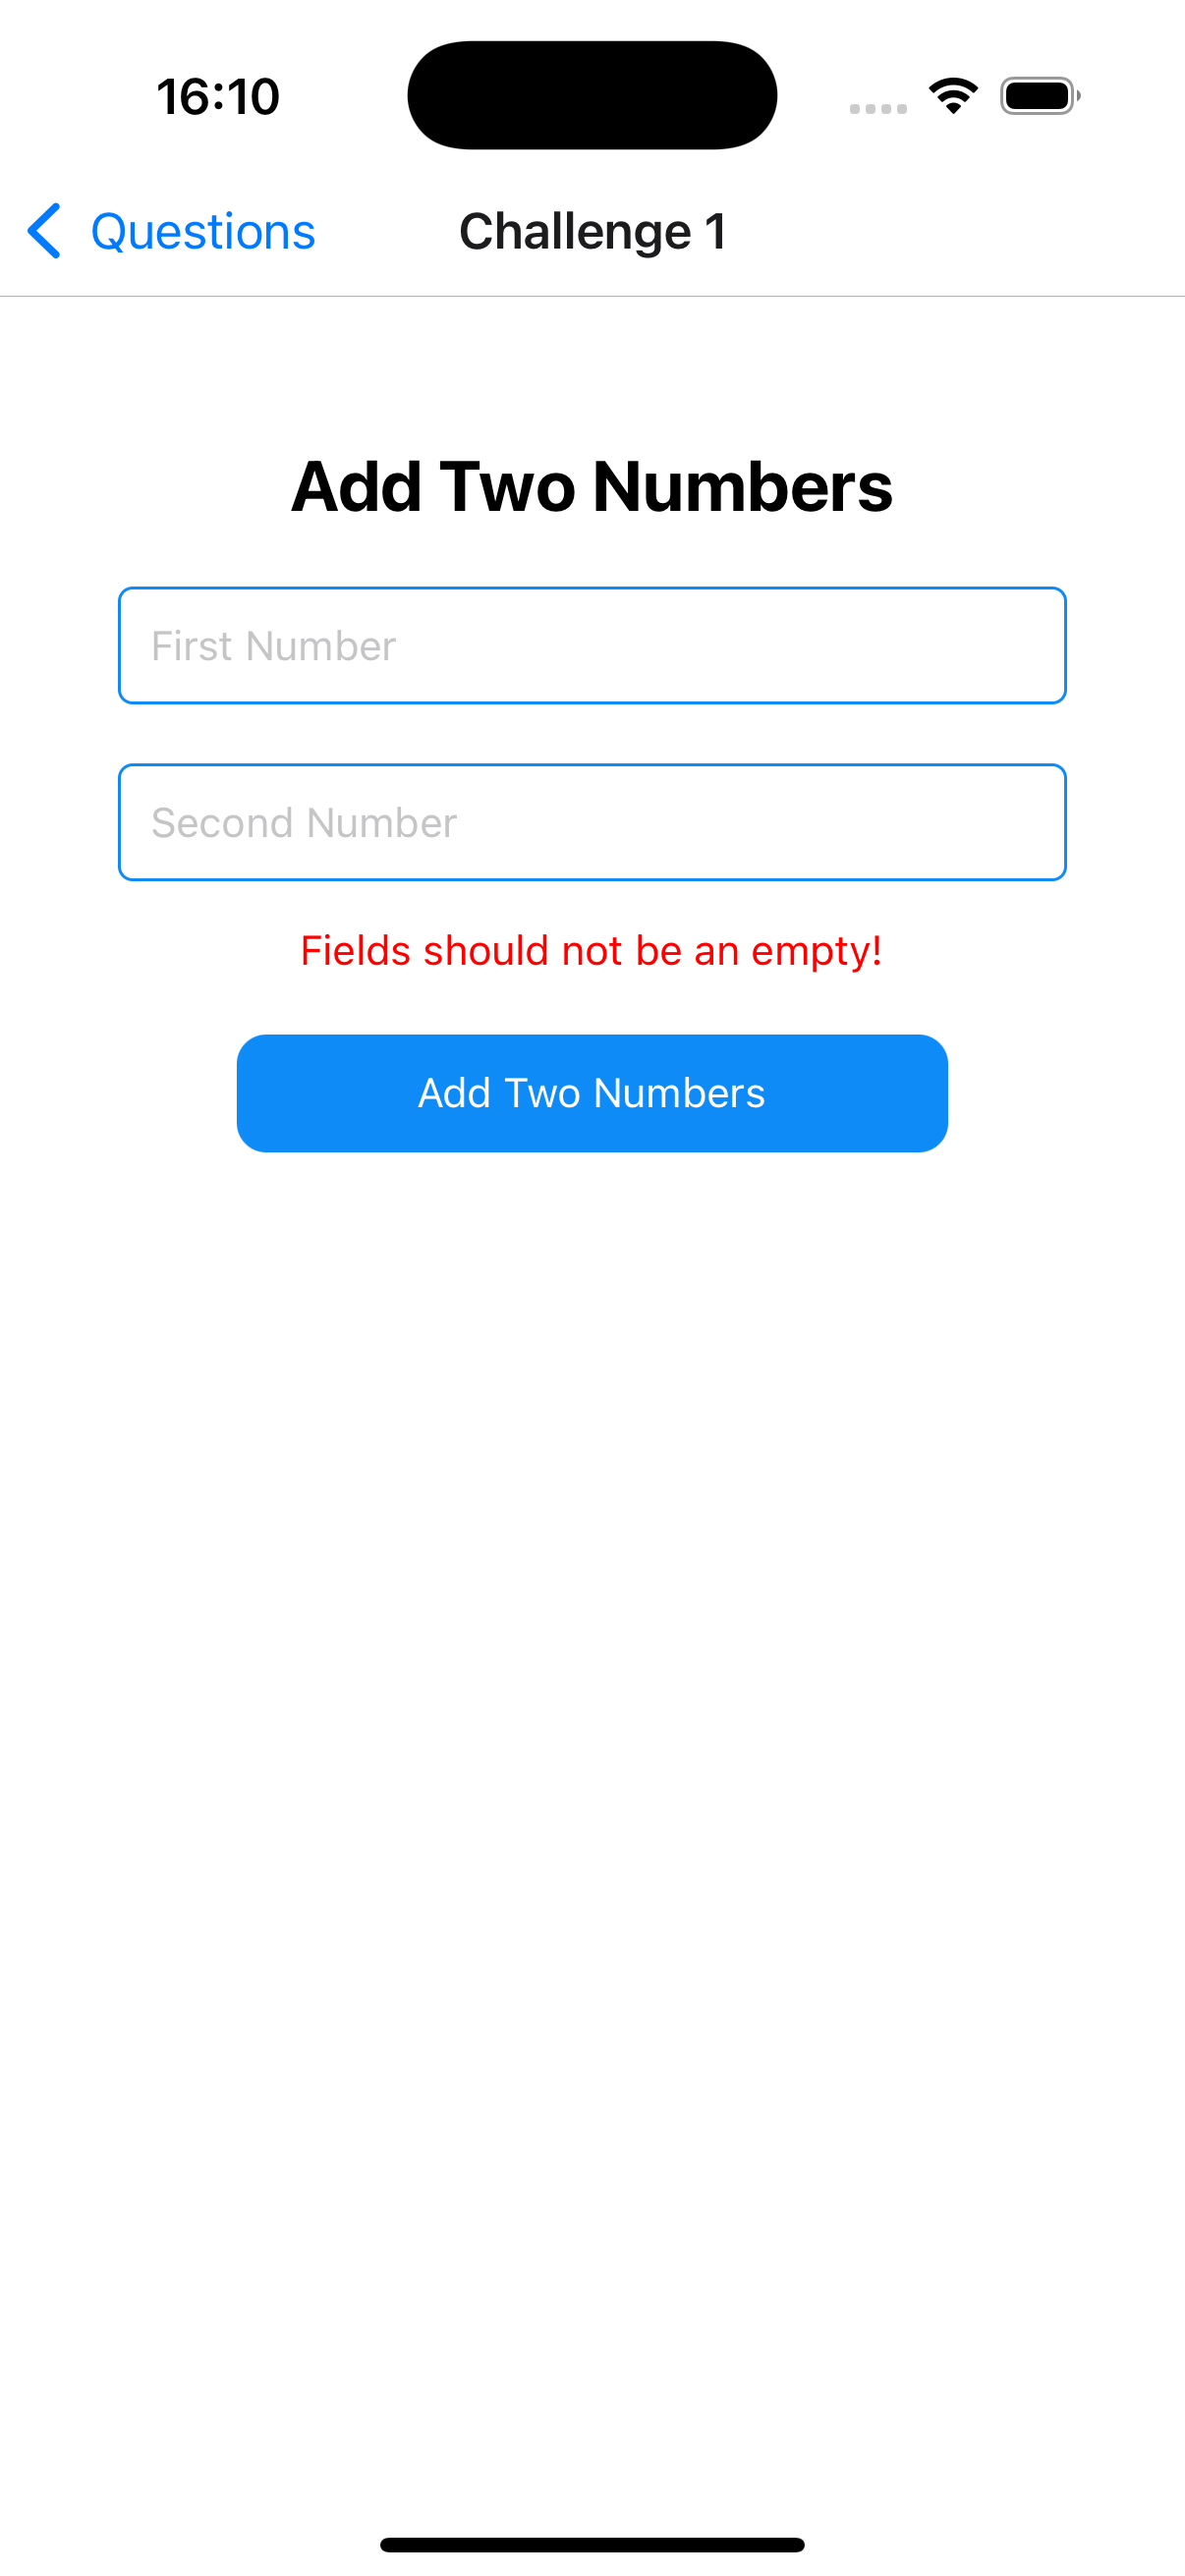 16:10
Questions
Challenge 1
Add Two Numbers
First Number
Second Number
Fields should not be an empty!
Add Two Numbers